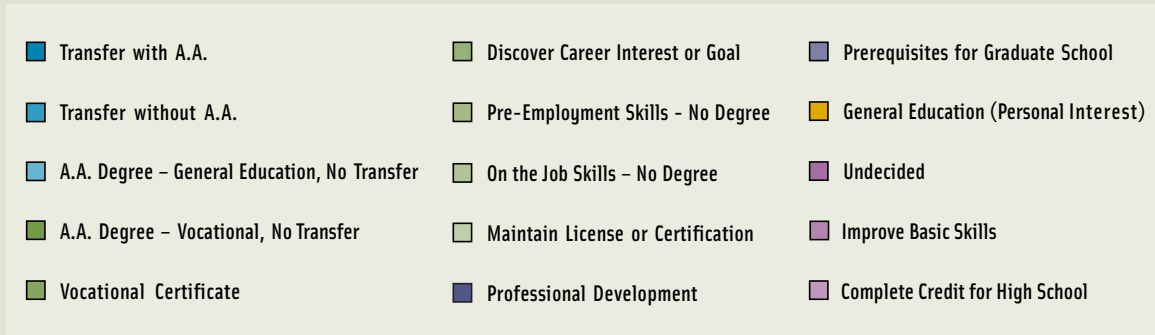 Transfer with A.A.
Transfer without A.A.
A.A. Degree – General Education, No Transfer
A.A. Degree – Vocational, No Transfer
Vocational Certificate
Discover Career Interest or Goal
Pre-Employment Skills - No Degree
On the Job Skills – No Degree
Maintain License or Certification
Professional Development
Prerequisites for Graduate School
General Education (Personal Interest)
Undecided
Improve Basic Skills
Complete Credit for High School